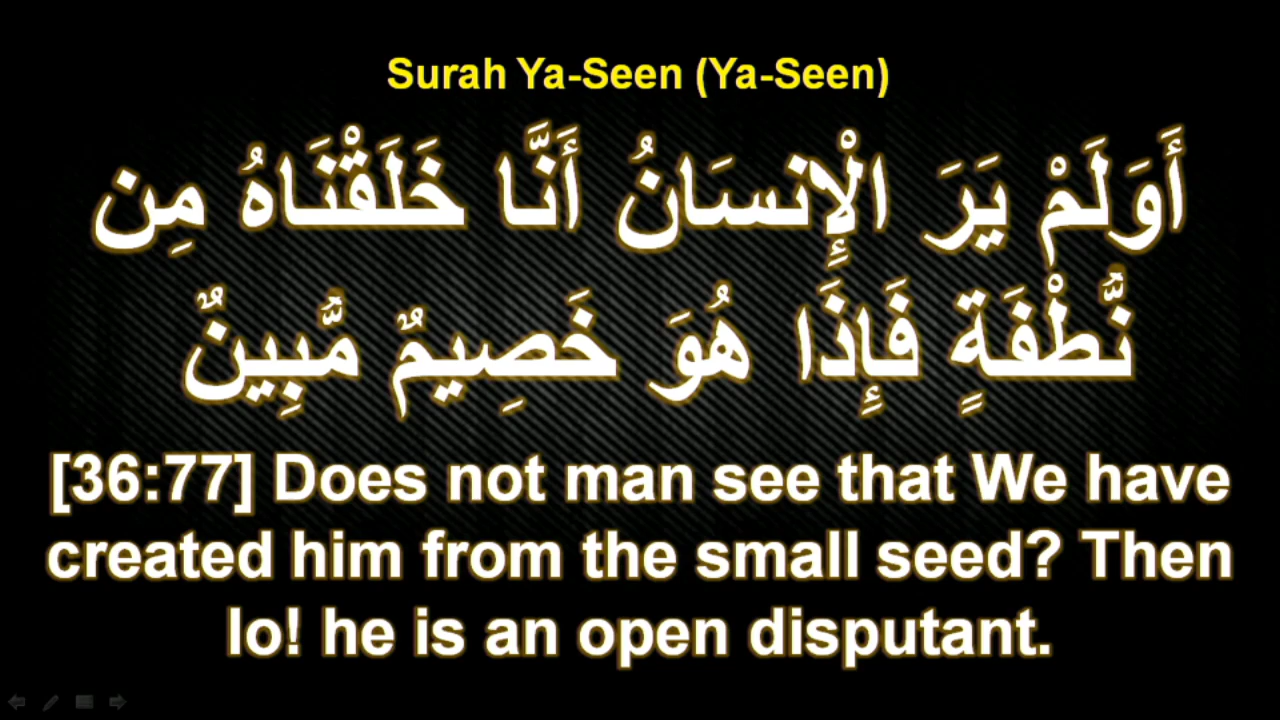 Surah Ya-Seen (Ya-Seen)
أَوَلَمْ يَرَ الْإِنسَانُ أَنَّا خَلَقْنَاهُ مِن
نُّطْفَةٍ فَإِذَا هُوَ خَصِيمٌ مُّبِينٌ
[36:77] Does not man see that We have
created him from the small seed? Then
lo! he is an open disputant.